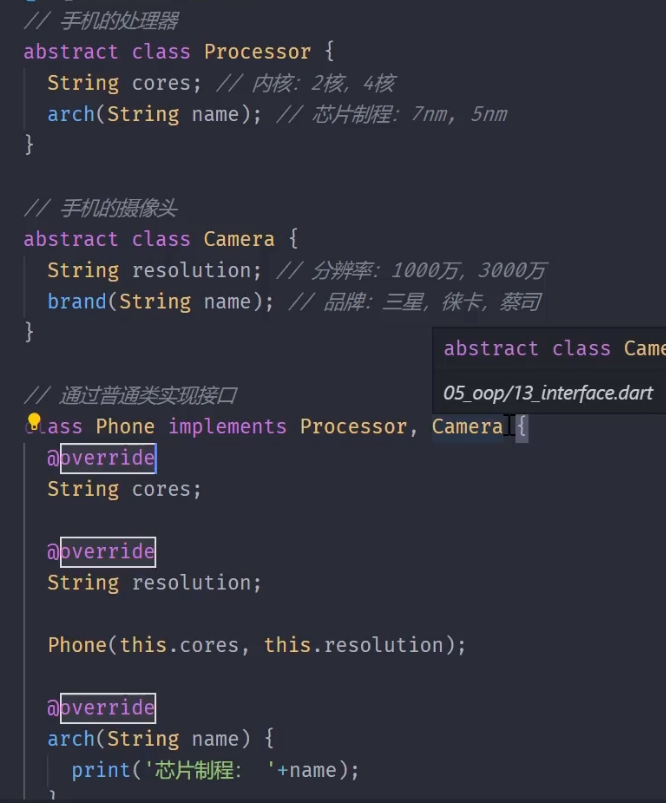 // 手机的处理器
abstract class Processor {
String cores; // 内核：2核，4核
arch(String name); // 芯片制程：7nm, 5nm
}
// 手机的摄像头
abstract class Camera {
String resolution; // 分辨率：1000万，3000万
brand(String name); // 品牌：三星，徕卡，蔡司
}
abstract class Came
05_oop/13_interface.dart
// 通过普通类实现接口
lass Phone implements Processor, Camera {
@override
String cores;
@override
String resolution;
Phone(this.cores, this.resolution);
@override
arch(String name) {
print('芯片制程： '+name);